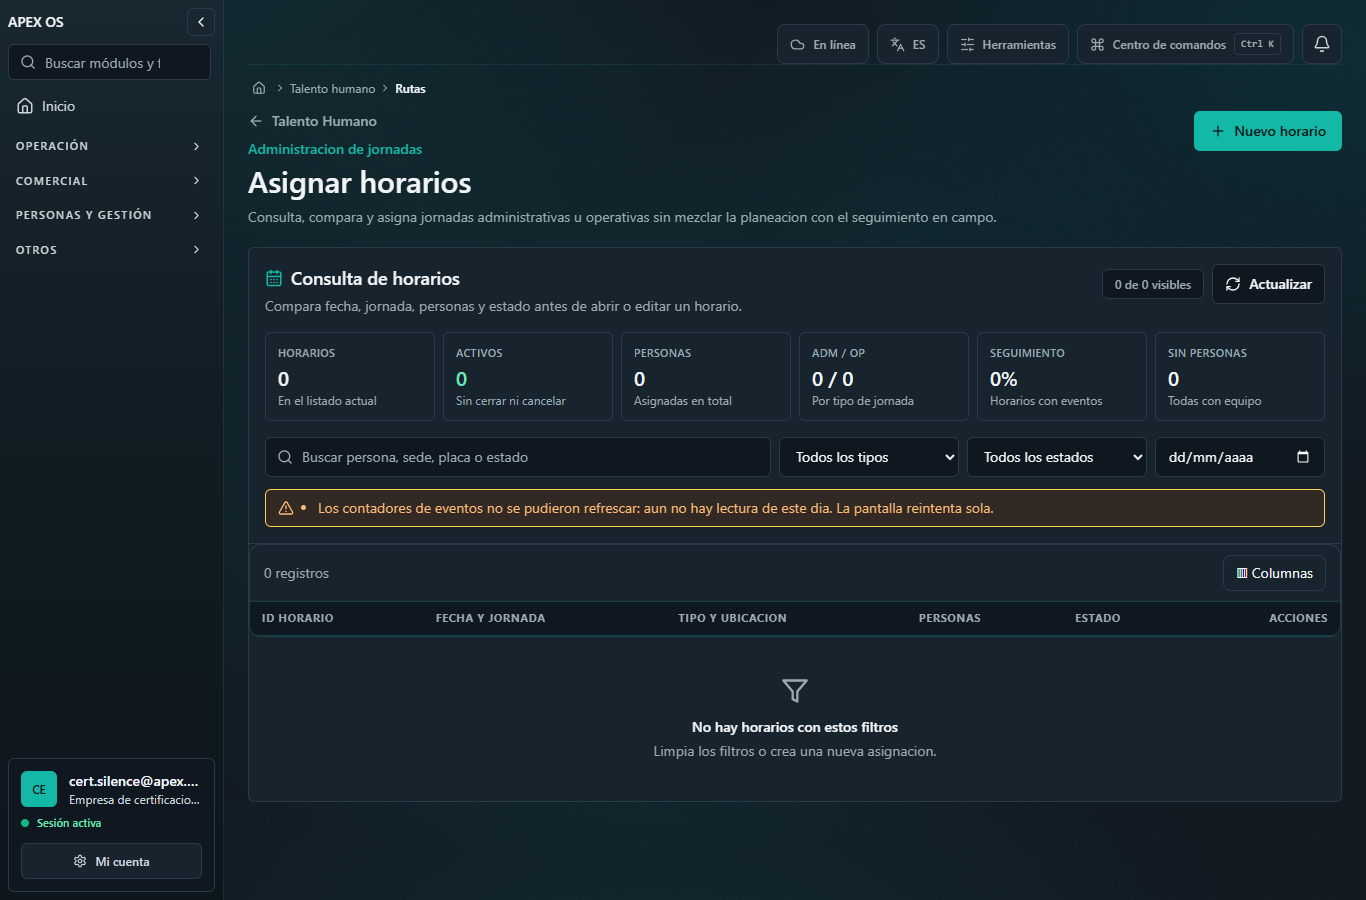 APEX OS
Buscar módulos y f
Inicio
OPERACIÓN
COMERCIAL
PERSONAS Y GESTIÓN
OTROS
cert.silence@apex....
CE
Empresa de certificacio...
Sesión activa
Mi cuenta
En línea
ES
Herramientas
Centro de comandos
Ctrl K
Talento humano
Rutas
Talento Humano
Nuevo horario
Administracion de jornadas
Asignar horarios
Consulta, compara y asigna jornadas administrativas u operativas sin mezclar la planeacion con el seguimiento en campo.
Consulta de horarios
Compara fecha, jornada, personas y estado antes de abrir o editar un horario.
0 de 0 visibles
Actualizar
HORARIOS
0
En el listado actual
ACTIVOS
0
Sin cerrar ni cancelar
PERSONAS
0
Asignadas en total
ADM / OP
0 / 0
Por tipo de jornada
SEGUIMIENTO
0%
Horarios con eventos
SIN PERSONAS
0
Todas con equipo
Buscar persona, sede, placa o estado
Todos los tipos
Todos los estados
dd/mm/aaaa
Los contadores de eventos no se pudieron refrescar: aun no hay lectura de este dia. La pantalla reintenta sola.
0 registros
Columnas
ID HORARIO
FECHA Y JORNADA
TIPO Y UBICACION
PERSONAS
ESTADO
ACCIONES
No hay horarios con estos filtros
Limpia los filtros o crea una nueva asignacion.